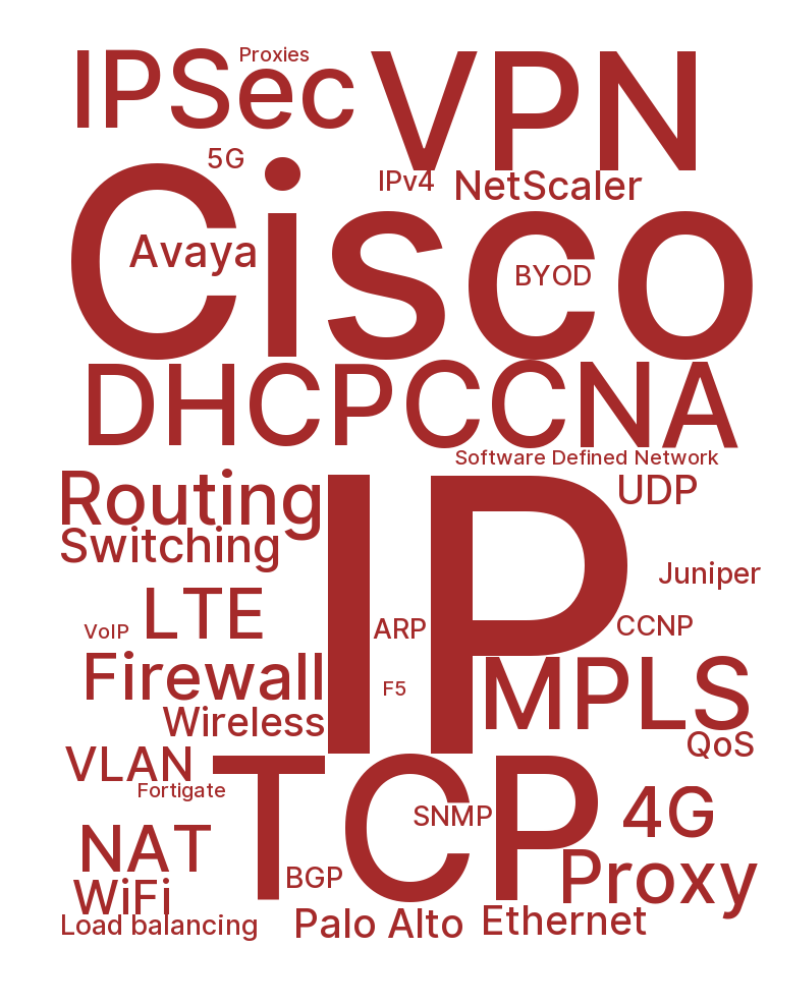 Proxies
IPSec
VPN
5G
IPv4
NetScaler
Cisco
Avaya
BYOD
DHCP
CCNA
Software Defined Network
Routing
UDP
Switching
IP
Juniper
LTE
VoIP
ARP
CCNP
Firewall
F5
MPLS
Wireless
QoS
VLAN
Fortigate
TCP
SNMP
4G
NAT
BGP
Proxy
WiFi
Load balancing
Palo Alto
Ethernet